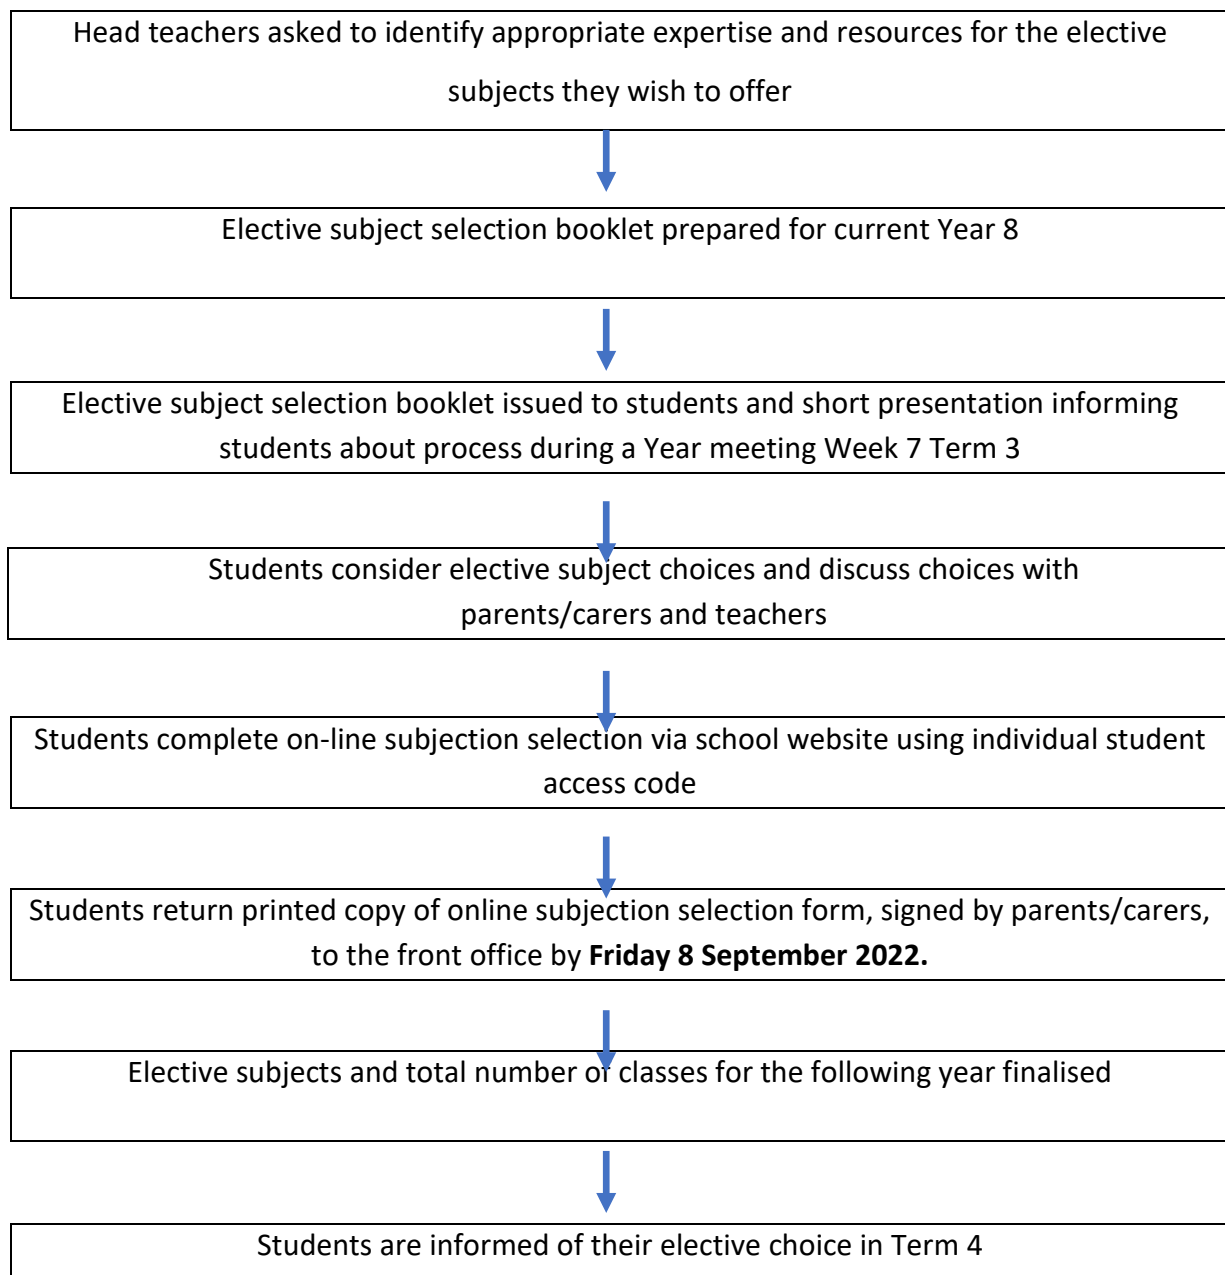 Head teachers asked to identify appropriate expertise and resources for the elective
subjects they wish to offer
Elective subject selection booklet prepared for current Year 8
Elective subject selection booklet issued to students and short presentation informing
students about process during a Year meeting Week 7 Term 3
Students consider elective subject choices and discuss choices with
parents/carers and teachers
Students complete on-line subjection selection via school website using individual student
access code
Students return printed copy of online subjection selection form, signed by parents/carers,
to the front office by Friday 8 September 2022.
Elective subjects and total number of classes for the following year finalised
Students are informed of their elective choice in Term 4